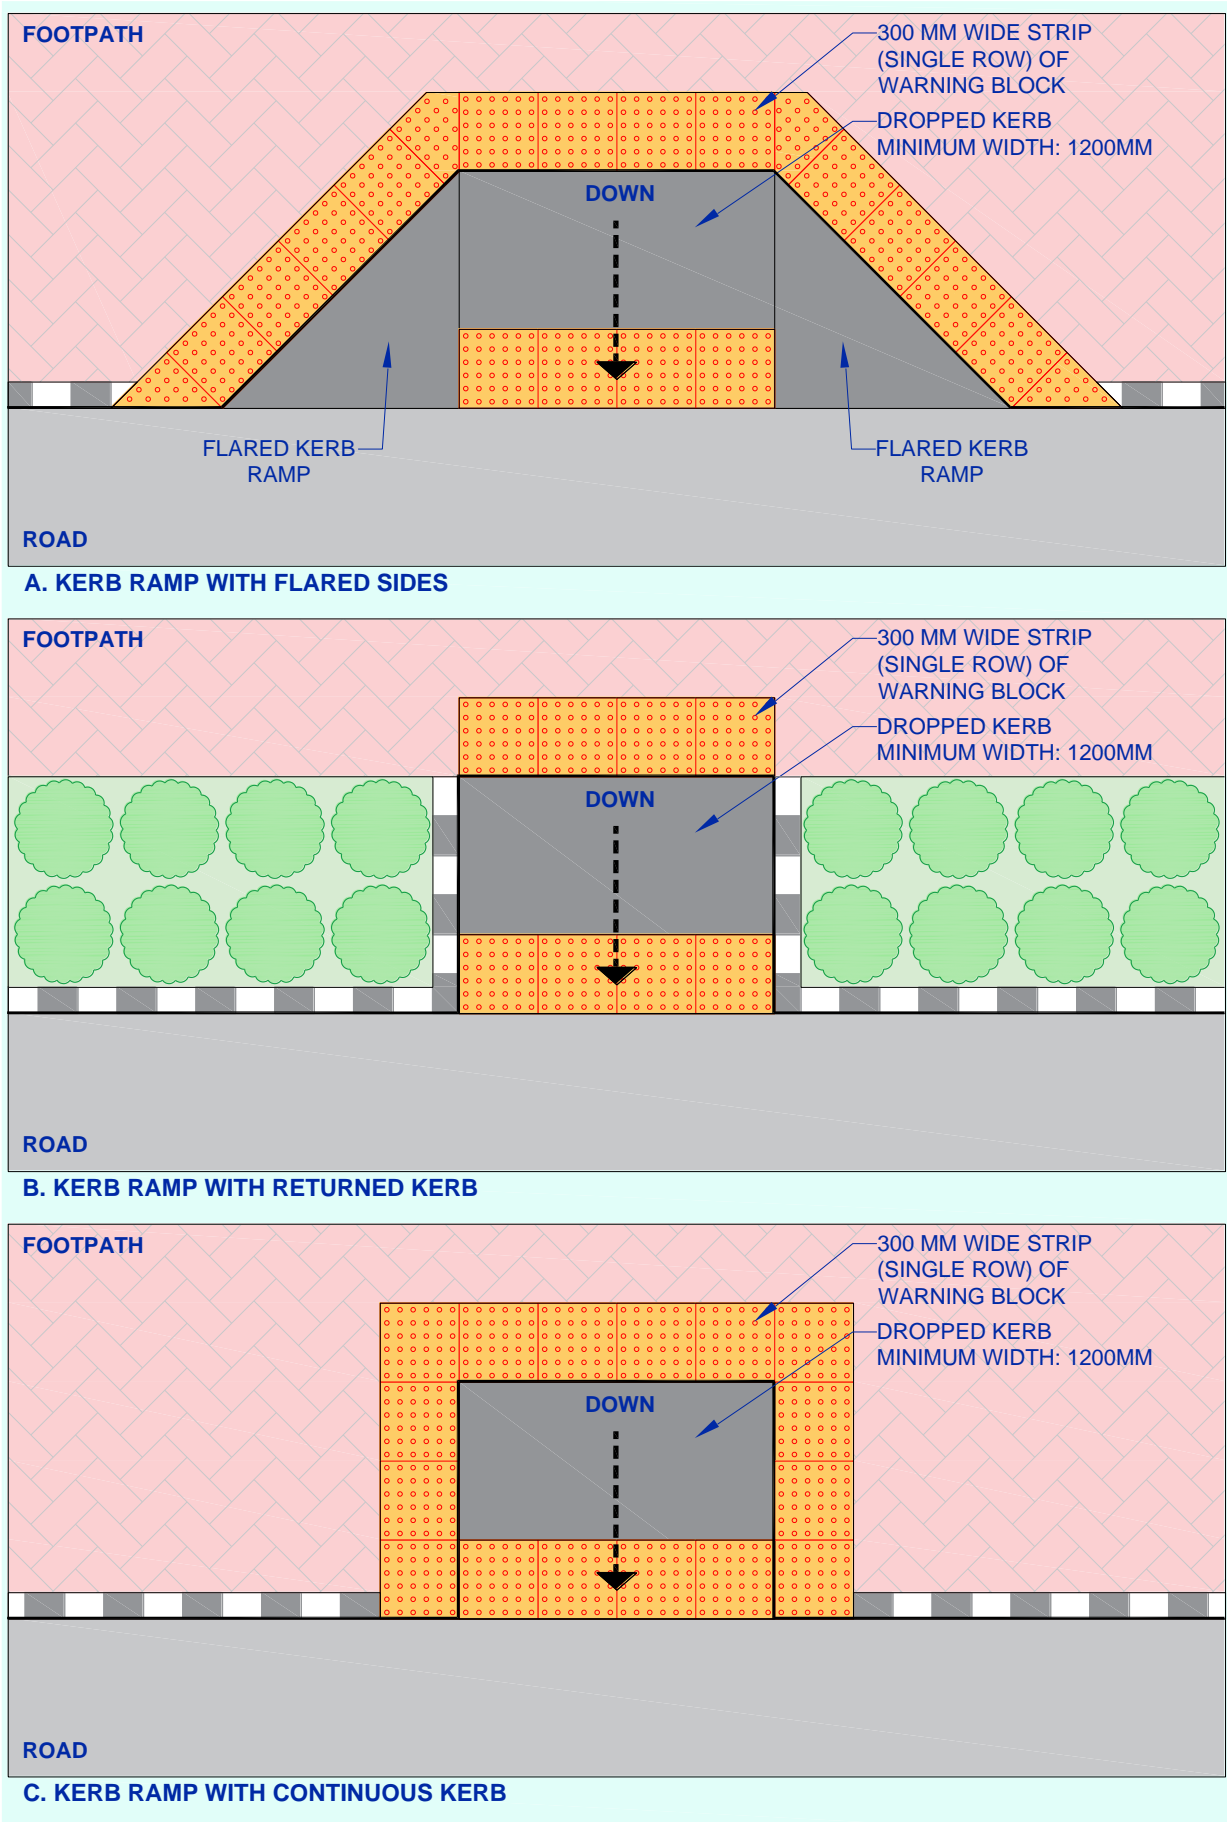 FOOTPATH
300 MM WIDE STRIP
(SINGLE ROW) OF
WARNING BLOCK
DROPPED KERB
MINIMUM WIDTH: 1200MM
DOWN
FLARED KERB
RAMP
FLARED KERB
RAMP
ROAD
A. KERB RAMP WITH FLARED SIDES
FOOTPATH
300 MM WIDE STRIP
(SINGLE ROW) OF
WARNING BLOCK
DROPPED KERB
MINIMUM WIDTH: 1200MM
DOWN
ROAD
B. KERB RAMP WITH RETURNED KERB
FOOTPATH
300 MM WIDE STRIP
(SINGLE ROW) OF
WARNING BLOCK
DROPPED KERB
MINIMUM WIDTH: 1200MM
DOWN
ROAD
C. KERB RAMP WITH CONTINUOUS KERB